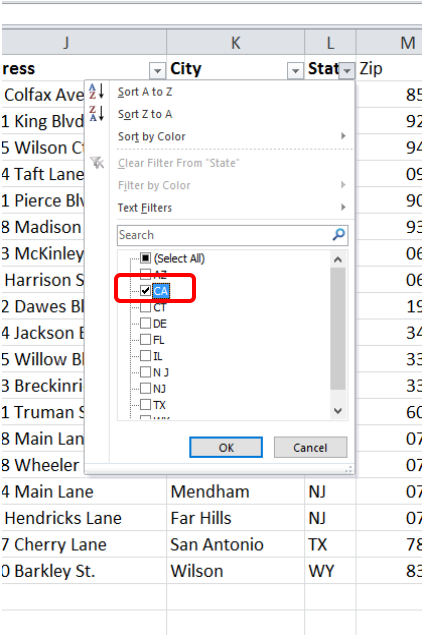 J K L M
ress City Stat Zip
Colfax Ave 85
1 King Blvd 92
5 Wilson Ct 94
4 Taft Lane 09
1 Pierce Blv 90
8 Madison 93
3 McKinley 06
Harrison S 06
2 Dawes Bl 19
4 Jackson B 34
5 Willow Bl 33
3 Breckinri 33
1 Truman S 60
8 Main Lan 07
8 Wheeler 07
Sort A to Z
Sort Z to A
Sort by Color
Clear Filter From "State"
Filter by Color
Text Filters
Search
(Select All)
AZ
CA
CT
DE
FL
IL
N J
NJ
TX
WY
OK Cancel
4 Main Lane Mendham NJ 07
Hendricks Lane Far Hills NJ 07
7 Cherry Lane San Antonio TX 78
0 Barkley St. Wilson WY 83